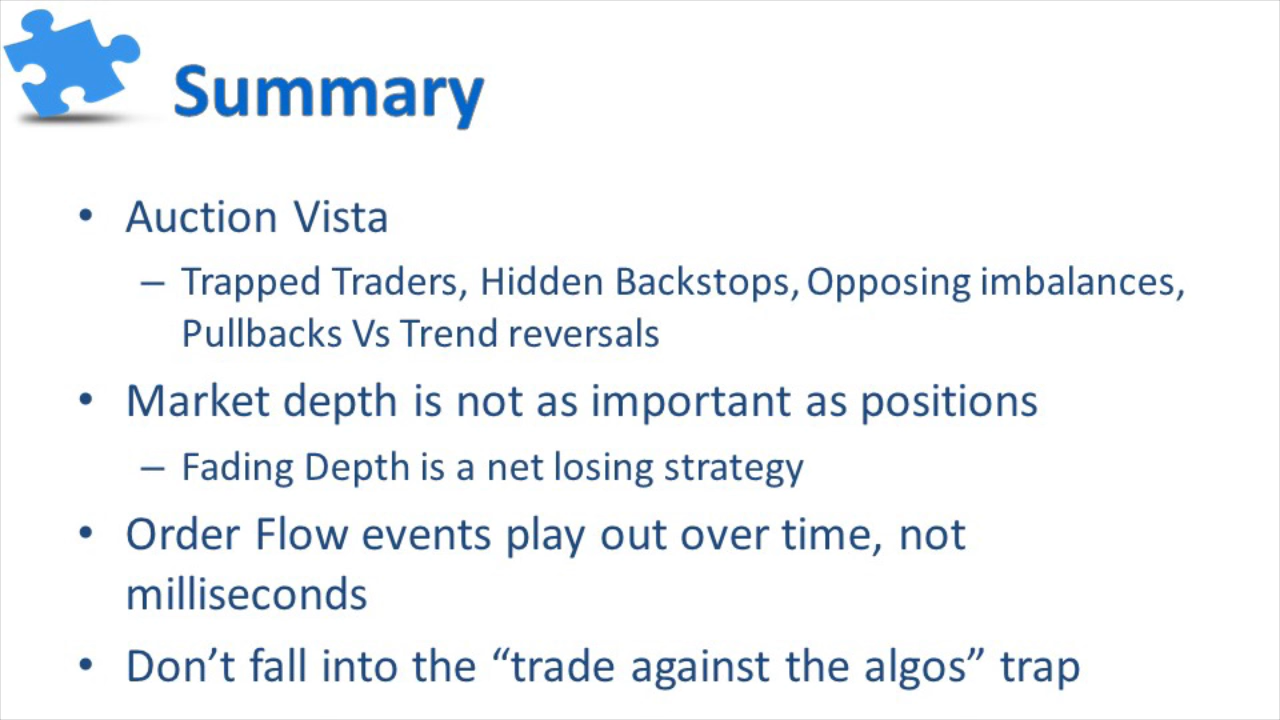 Summary
• Auction Vista
– Trapped Traders, Hidden Backstops, Opposing imbalances,
Pullbacks Vs Trend reversals
• Market depth is not as important as positions
– Fading Depth is a net losing strategy
• Order Flow events play out over time, not
milliseconds
• Don’t fall into the “trade against the algos” trap